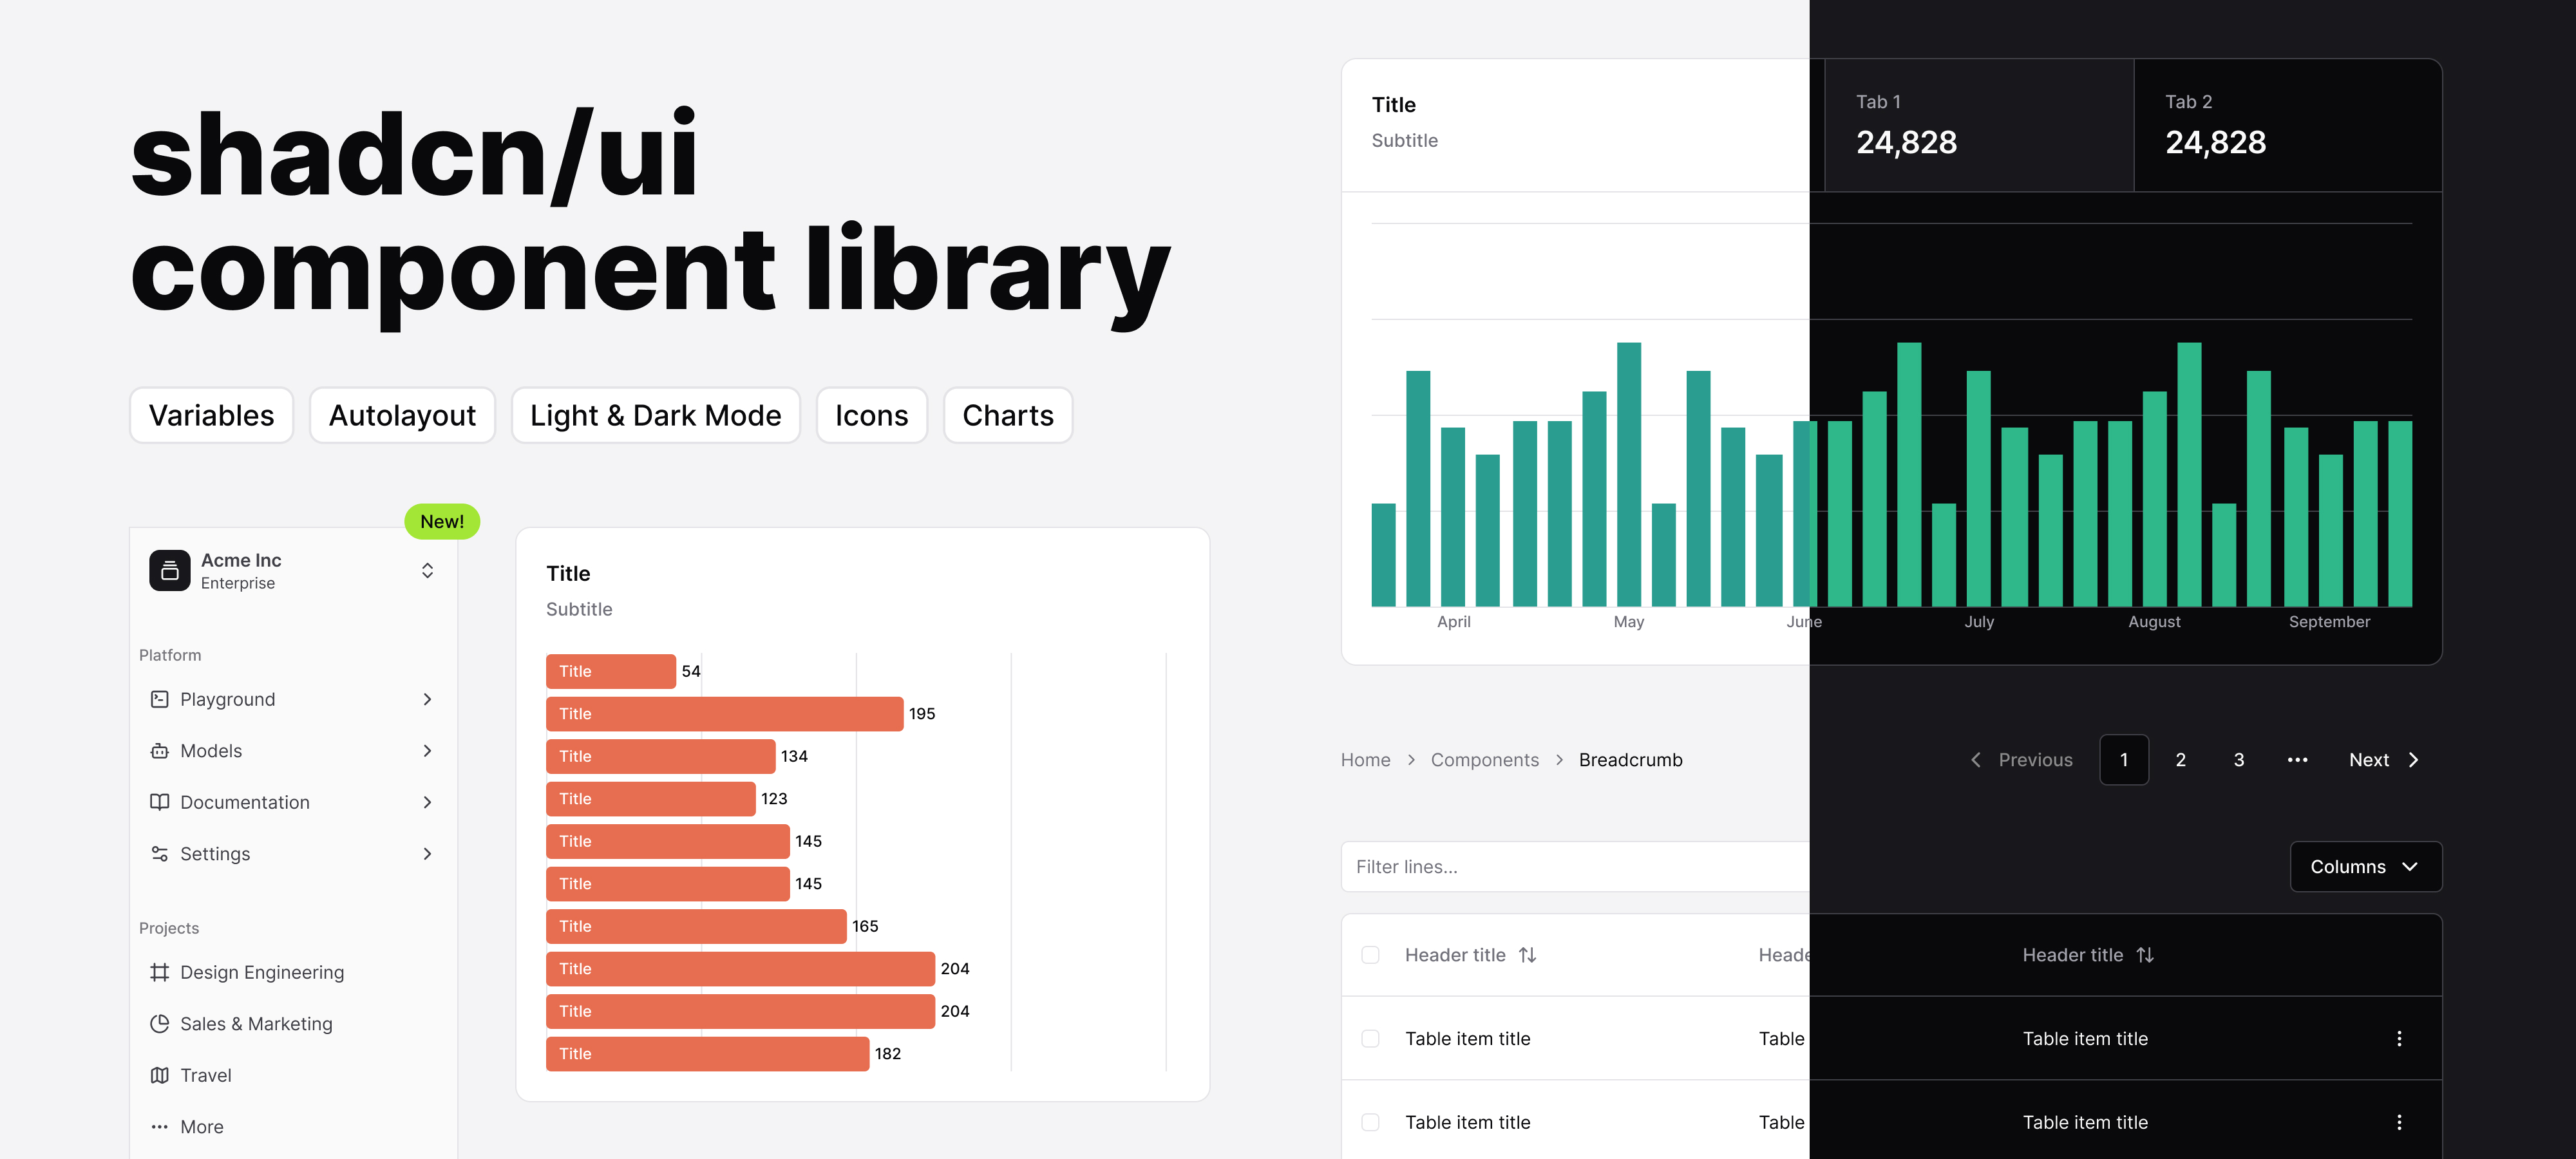 shadcn/ui
component library
Variables
Autolayout
Light & Dark Mode
Icons
Charts
New!
Acme Inc
Enterprise
Platform
Playground
Models
Documentation
Settings
Projects
Design Engineering
Sales & Marketing
Travel
More
Title
Subtitle
Title 54
Title 195
Title 134
Title 123
Title 145
Title 145
Title 165
Title 204
Title 204
Title 182
Title
Subtitle
Tab 1
24,828
Tab 2
24,828
April May June July August September
Home Components Breadcrumb
Previous 1 2 3 ••• Next
Filter lines...
Columns
Header title Heade Header title
Table item title Table Table item title
Table item title Table Table item title